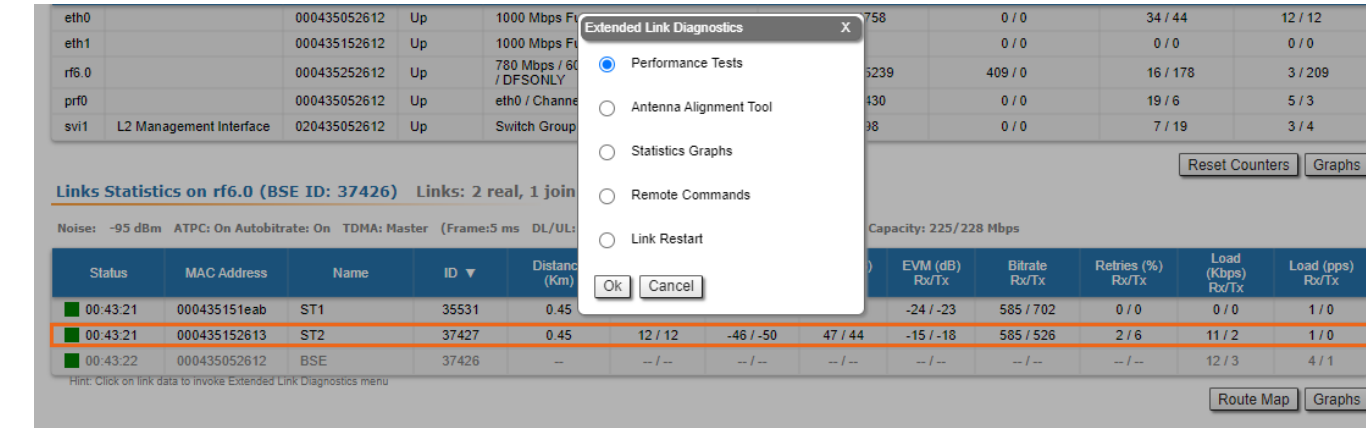 eth0 000435052612 Up 1000 Mbps Fu 758 0 / 0 34 / 44 12 / 12
Extended Link Diagnostics X
eth1 000435152612 Up 1000 Mbps Fu 0 / 0 0 / 0 0 / 0
Performance Tests
rf6.0 000435252612 Up 780 Mbps / 60 5239 409 / 0 16 / 178 3 / 209
/ DFSONLY
prf0 000435052612 Up eth0 / Channe 430 0 / 0 19 / 6 5 / 3
Antenna Alignment Tool
svi1 L2 Management Interface 020435052612 Up Switch Group 98 0 / 0 7 / 19 3 / 4
Statistics Graphs
Reset Counters Graphs
Links Statistics on rf6.0 (BSE ID: 37426) Links: 2 real, 1 join
Remote Commands
Noise: -95 dBm ATPC: On Autobitrate: On TDMA: Master (Frame:5 ms DL/UL: Capacity: 225/228 Mbps
Link Restart
Status MAC Address Name ID ▼ Distanc (Km) ) EVM (dB) Rx/Tx Bitrate Rx/Tx Retries (%) Rx/Tx Load (Kbps) Rx/Tx Load (pps) Rx/Tx
Ok Cancel
00:43:21 000435151eab ST1 35531 0.45 -24 / -23 585 / 702 0 / 0 0 / 0 1 / 0
00:43:21 000435152613 ST2 37427 0.45 12 / 12 -46 / -50 47 / 44 -15 / -18 585 / 526 2 / 6 11 / 2 1 / 0
00:43:22 000435052612 BSE 37426 -- -- / -- -- / -- -- / -- -- / -- -- / -- -- / -- 12 / 3 4 / 1
Hint: Click on link data to invoke Extended Link Diagnostics menu
Route Map Graphs